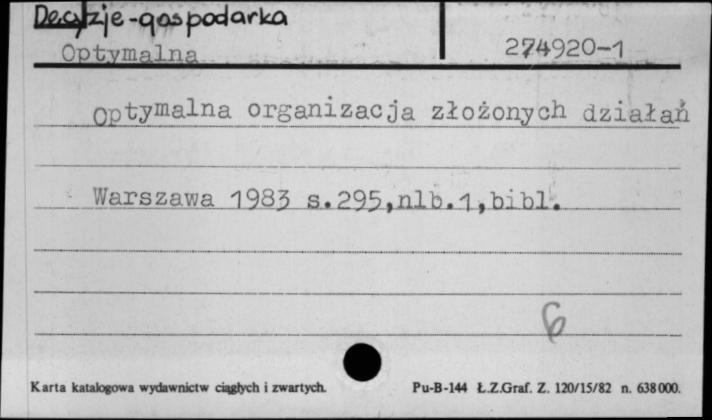 Decyzje-gospodarka
Optymalna 274920-1
Optymalna organizacja złożonych działań
Warszawa 1983 s.295,nlb.1,bibl.
6
Karta katalogowa wydawnictw ciągłych i zwartych. Pu-B-144 Ł.Z.Graf. Z. 120/15/82 n. 638000.